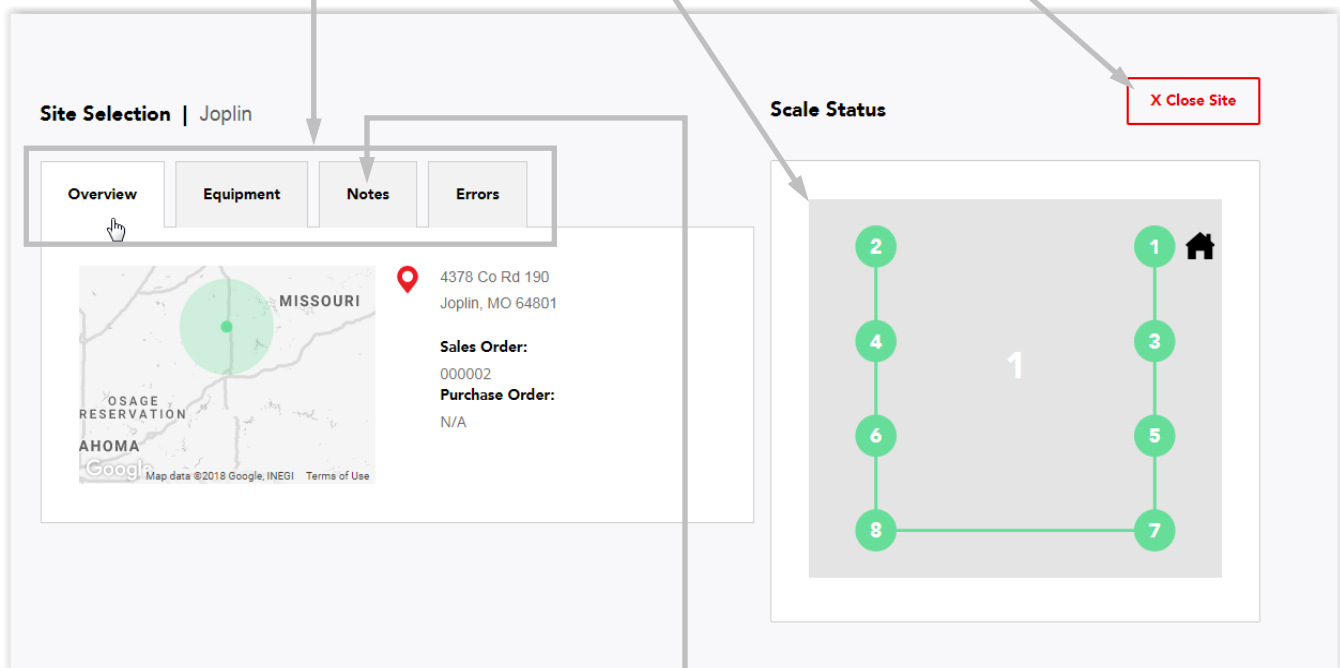 Site Selection | Joplin
Scale Status
X Close Site
Overview
Equipment
Notes
Errors
MISSOURI
OSAGE
RESERVATION
AHOMA
Google
Map data ©2018 Google, INEGI
Terms of Use
4378 Co Rd 190
Joplin, MO 64801
Sales Order:
000002
Purchase Order:
N/A
2
1
4
3
1
6
5
8
7